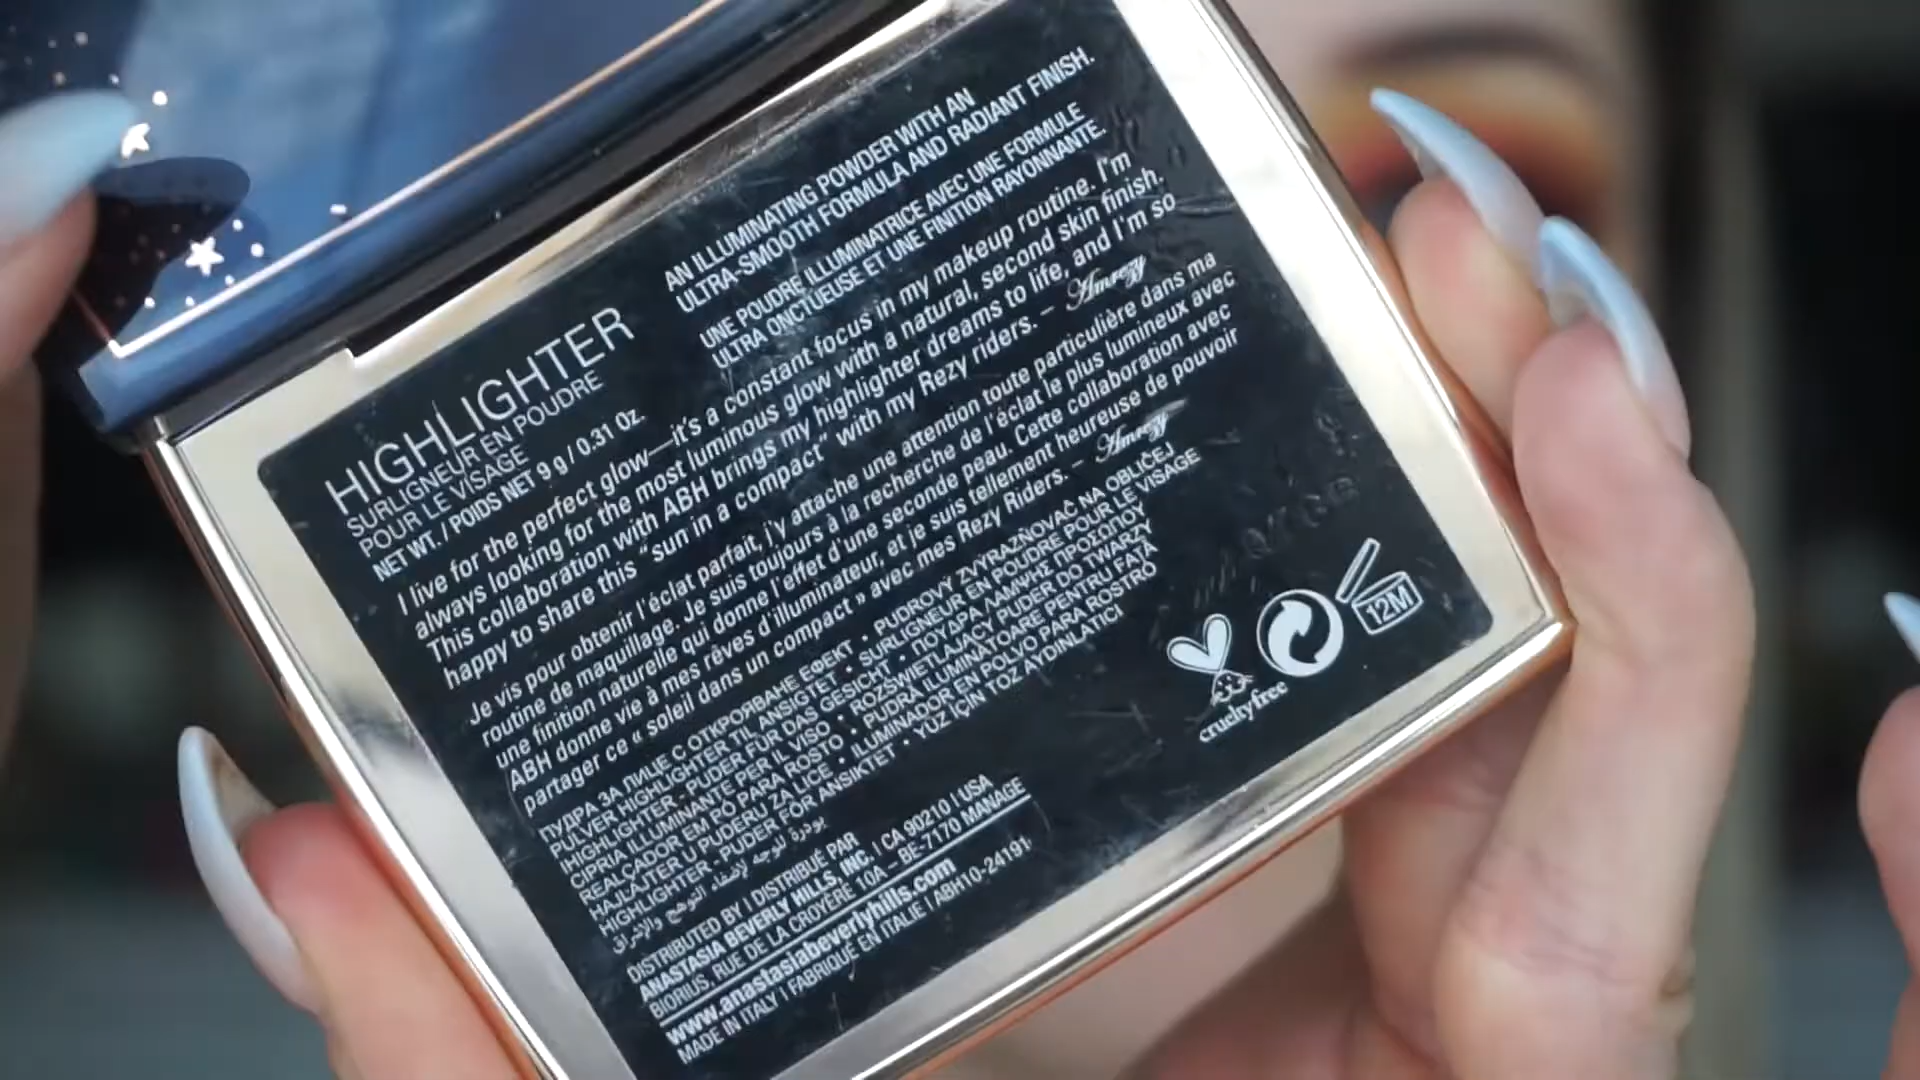 HIGHLIGHTER
SURLIGNEUR EN POUDRE
POUR LE VISAGE
NET WT. / POIDS NET 9 g / 0.31 Oz.
AN ILLUMINATING POWDER WITH AN
ULTRA-SMOOTH FORMULA AND RADIANT FINISH.
UNE POUDRE ILLUMINATRICE AVEC UNE FORMULE
ULTRA ONCTUEUSE ET UNE FINITION RAYONNANTE.
I live for the perfect glow—it's a constant focus in my makeup routine. I'm
always looking for the most luminous glow with a natural, second skin finish.
This collaboration with ABH brings my highlighter dreams to life, and I'm so
happy to share this "sun in a compact" with my Rezy riders. – Amrezy
Je vis pour obtenir l'éclat parfait, j'y attache une attention toute particulière dans ma
routine de maquillage. Je suis toujours à la recherche de l'éclat le plus lumineux avec
une finition naturelle qui donne l'effet d'une seconde peau. Cette collaboration avec
ABH donne vie à mes rêves d'illuminateur, et je suis tellement heureuse de pouvoir
partager ce « soleil dans un compact » avec mes Rezy Riders. – Amrezy
ПУДРА ЗА ЛИЦЕ С ОТКРОЯВАНЕ ЕФЕКТ • PUDROVÝ ZVÝRAZŇOVAČ NA OBLIČEJ
PULVER HIGHLIGHTER TIL ANSIGTET • SURLIGNEUR EN POUDRE POUR LE VISAGE
HIGHLIGHTER - PUDER FÜR DAS GESICHT • ΠΟΥΔΡΑ ΛΑΜΨΗΣ ΠΡΟΣΩΠΟΥ
CIPRIA ILLUMINANTE PER IL VISO • ROZŚWIETLAJĄCY PUDER DO TWARZY
REALÇADOR EM PÓ PARA ROSTO • PUDRĂ ILUMINATOARE PENTRU FAȚĂ
HAJLAJTER U PUDERU ZA LICE • ILUMINADOR EN POLVO PARA ROSTRO
HIGHLIGHTER - PUDER FÖR ANSIKTET • YÜZ İÇİN TOZ AYDINLATICI
بودرة للوجه لإضفاء التوهج والإشراق
DISTRIBUTED BY | DISTRIBUÉ PAR
ANASTASIA BEVERLY HILLS, INC. | CA 90210 | USA
BIORIUS, RUE DE LA CROYÈRE 10A – BE-7170 MANAGE
www.anastasiabeverlyhills.com
MADE IN ITALY | FABRIQUÉ EN ITALIE | ABH10-24191
cruelty free
12M